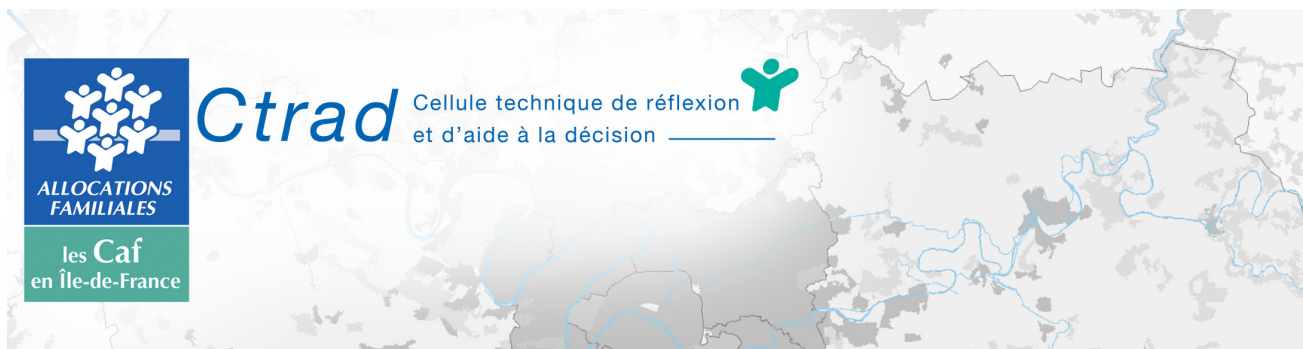 Ctrad
Cellule technique de réflexion
et d'aide à la décision
ALLOCATIONS
FAMILIALES
les Caf
en Île-de-France